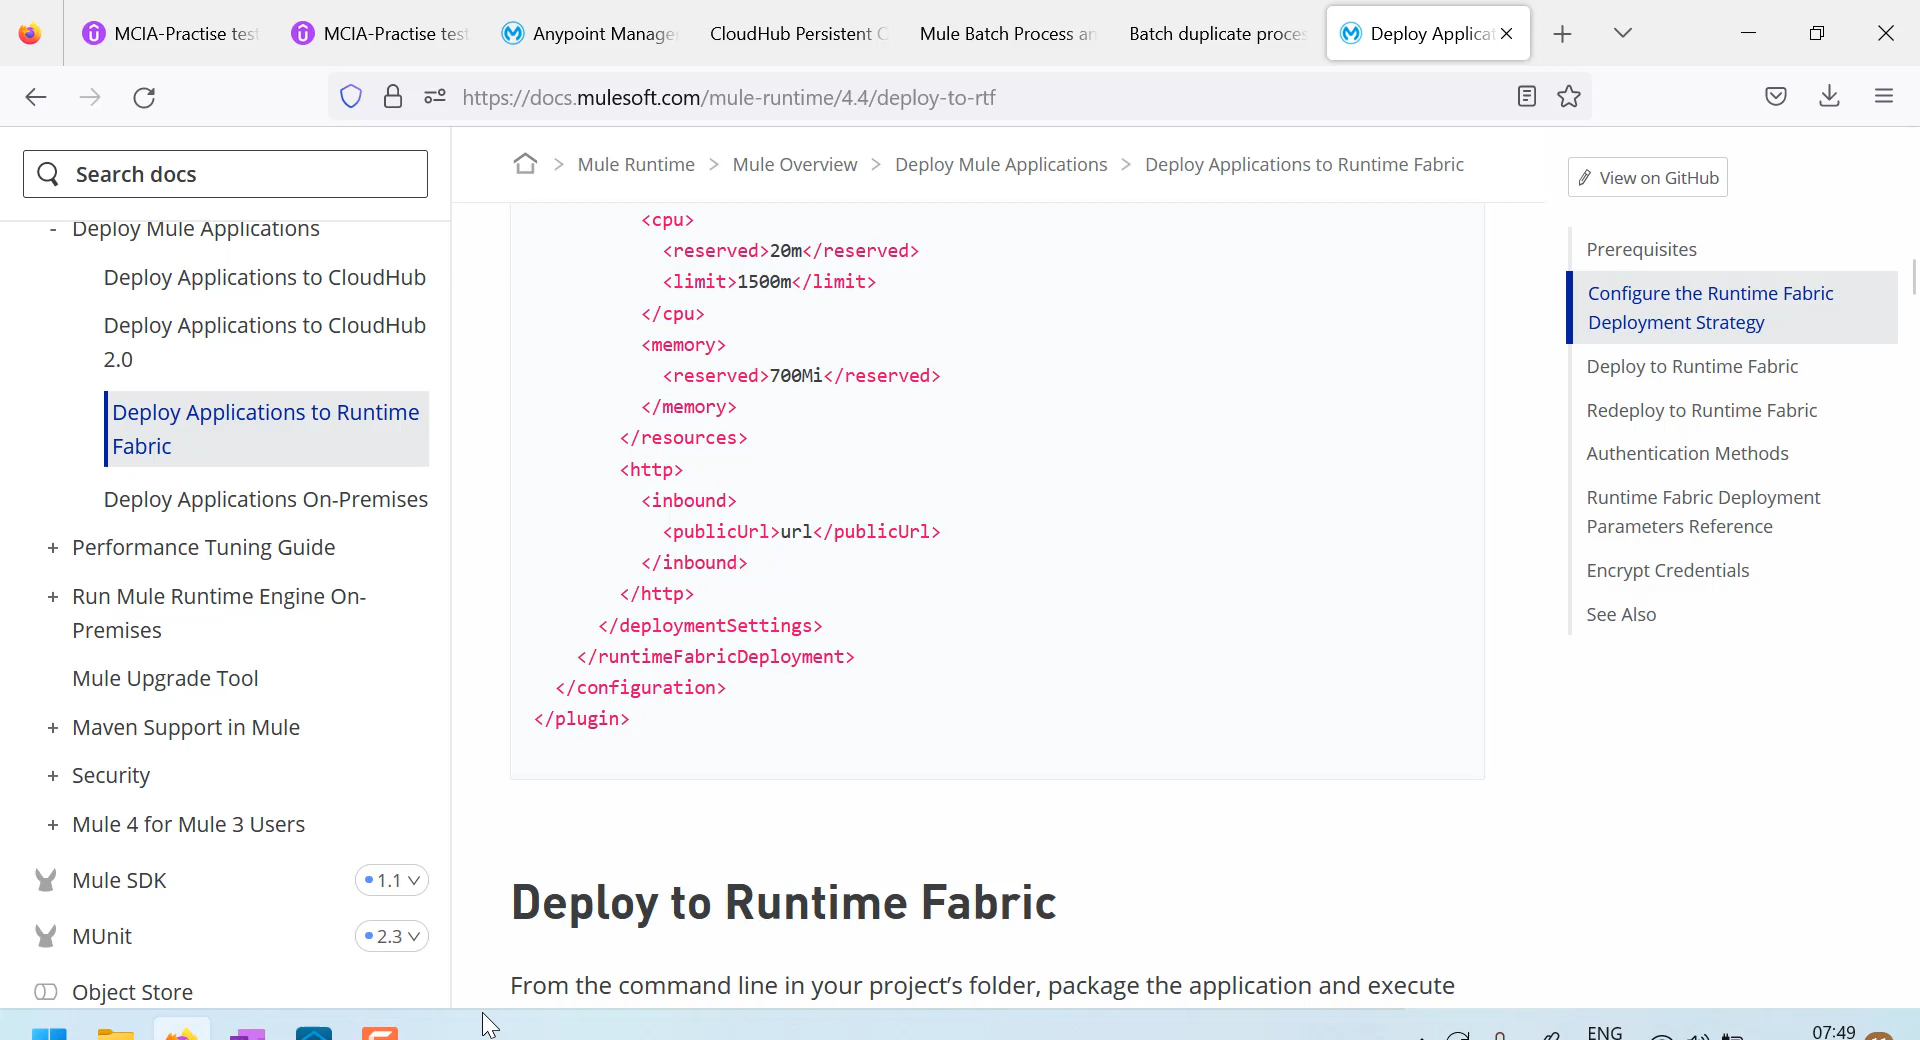 MCIA-Practise test
MCIA-Practise test
Anypoint Manage
CloudHub Persistent
Mule Batch Process an
Batch duplicate proces
Deploy Applicat
https://docs.mulesoft.com/mule-runtime/4.4/deploy-to-rtf
Search docs
- Deploy Mule Applications
Deploy Applications to CloudHub
Deploy Applications to CloudHub
2.0
Deploy Applications to Runtime
Fabric
Deploy Applications On-Premises
+ Performance Tuning Guide
+ Run Mule Runtime Engine On-
Premises
Mule Upgrade Tool
+ Maven Support in Mule
+ Security
+ Mule 4 for Mule 3 Users
Mule SDK
1.1
MUnit
2.3
Object Store
> Mule Runtime > Mule Overview > Deploy Mule Applications > Deploy Applications to Runtime Fabric
<cpu>
<reserved>20m</reserved>
<limit>1500m</limit>
</cpu>
<memory>
<reserved>700Mi</reserved>
</memory>
</resources>
<http>
<inbound>
<publicUrl>url</publicUrl>
</inbound>
</http>
</deploymentSettings>
</runtimeFabricDeployment>
</configuration>
</plugin>
Deploy to Runtime Fabric
From the command line in your project’s folder, package the application and execute
View on GitHub
Prerequisites
Configure the Runtime Fabric
Deployment Strategy
Deploy to Runtime Fabric
Redeploy to Runtime Fabric
Authentication Methods
Runtime Fabric Deployment
Parameters Reference
Encrypt Credentials
See Also
ENG
07:49